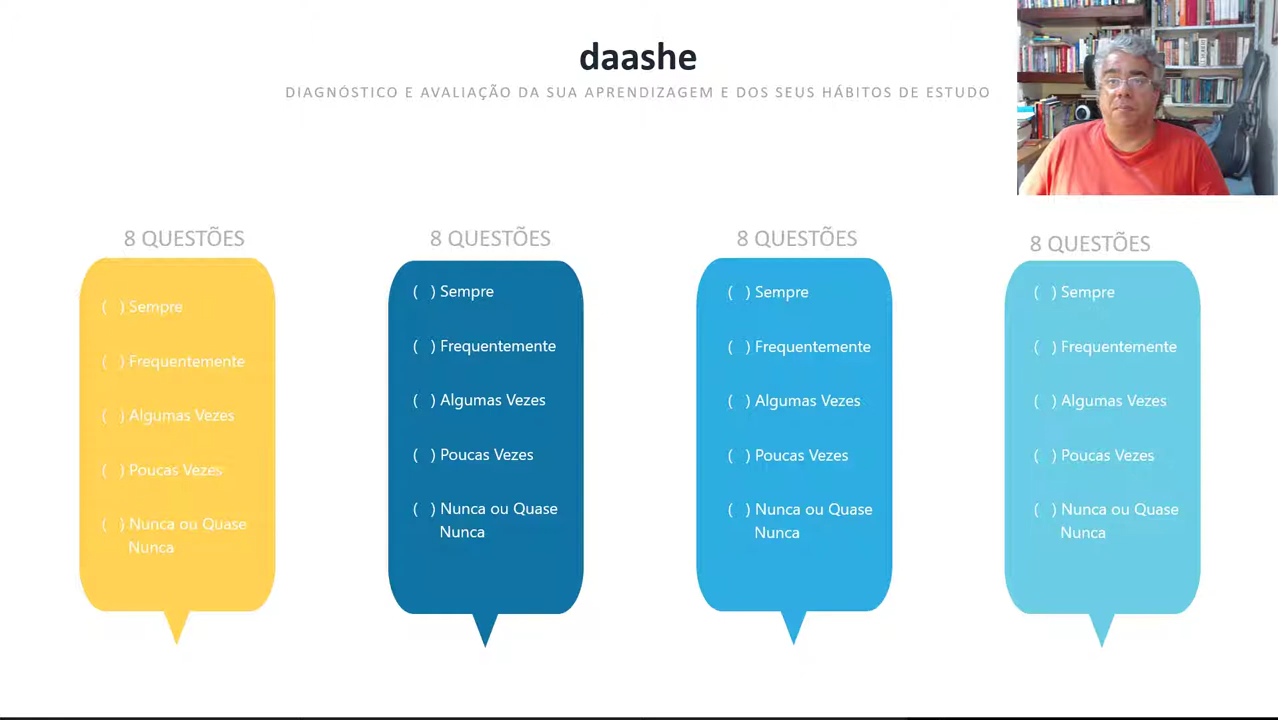 daashe
DIAGNÓSTICO E AVALIAÇÃO DA SUA APRENDIZAGEM E DOS SEUS HÁBITOS DE ESTUDO
8 QUESTÕES
( ) Sempre
( ) Frequentemente
( ) Algumas Vezes
( ) Poucas Vezes
( ) Nunca ou Quase
Nunca
8 QUESTÕES
( ) Sempre
( ) Frequentemente
( ) Algumas Vezes
( ) Poucas Vezes
( ) Nunca ou Quase
Nunca
8 QUESTÕES
( ) Sempre
( ) Frequentemente
( ) Algumas Vezes
( ) Poucas Vezes
( ) Nunca ou Quase
Nunca
8 QUESTÕES
( ) Sempre
( ) Frequentemente
( ) Algumas Vezes
( ) Poucas Vezes
( ) Nunca ou Quase
Nunca